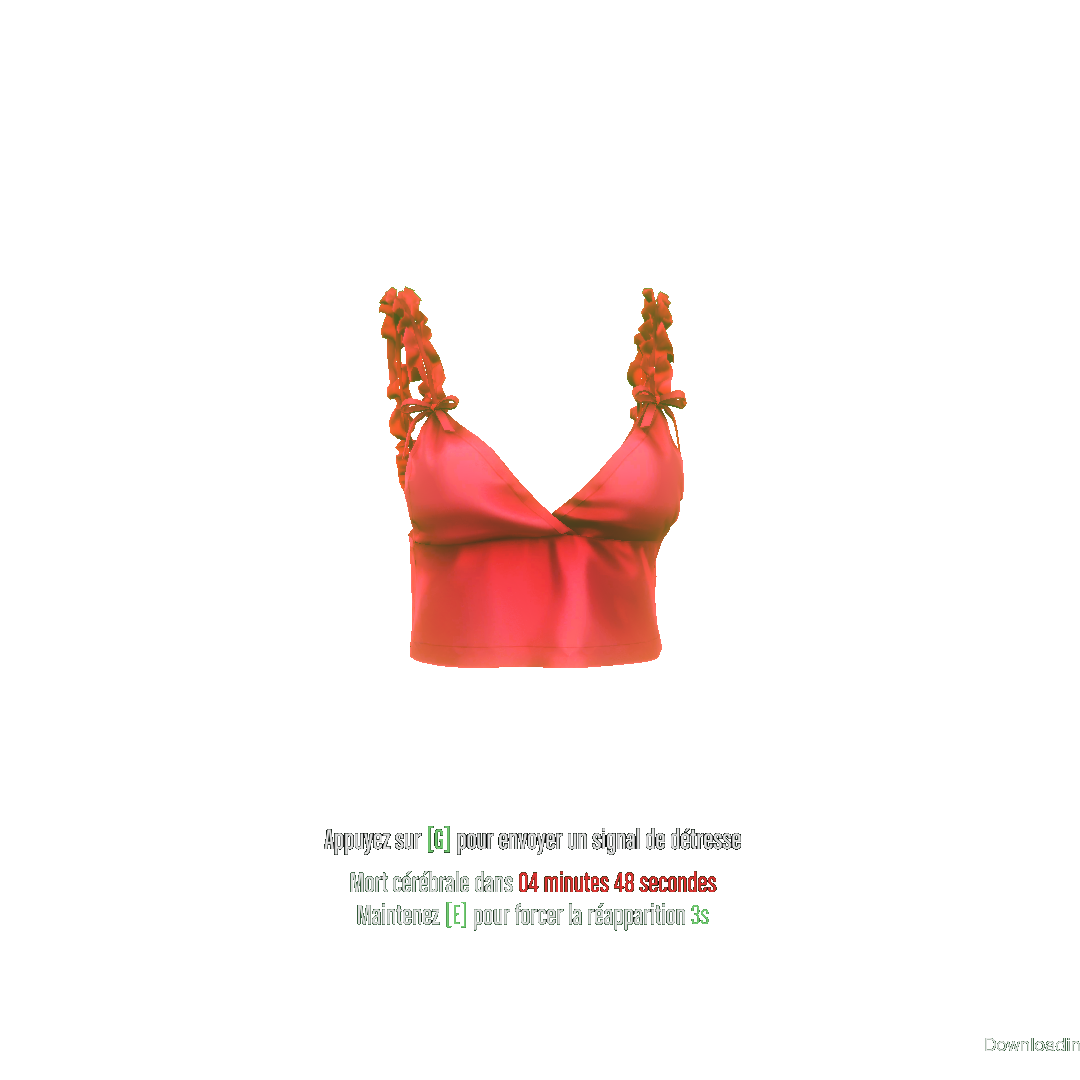 Appuyez sur [G] pour envoyer un signal de détresse
Mort cérébrale dans 04 minutes 48 secondes
Maintenez [E] pour forcer la réapparition 3s
Downloadin